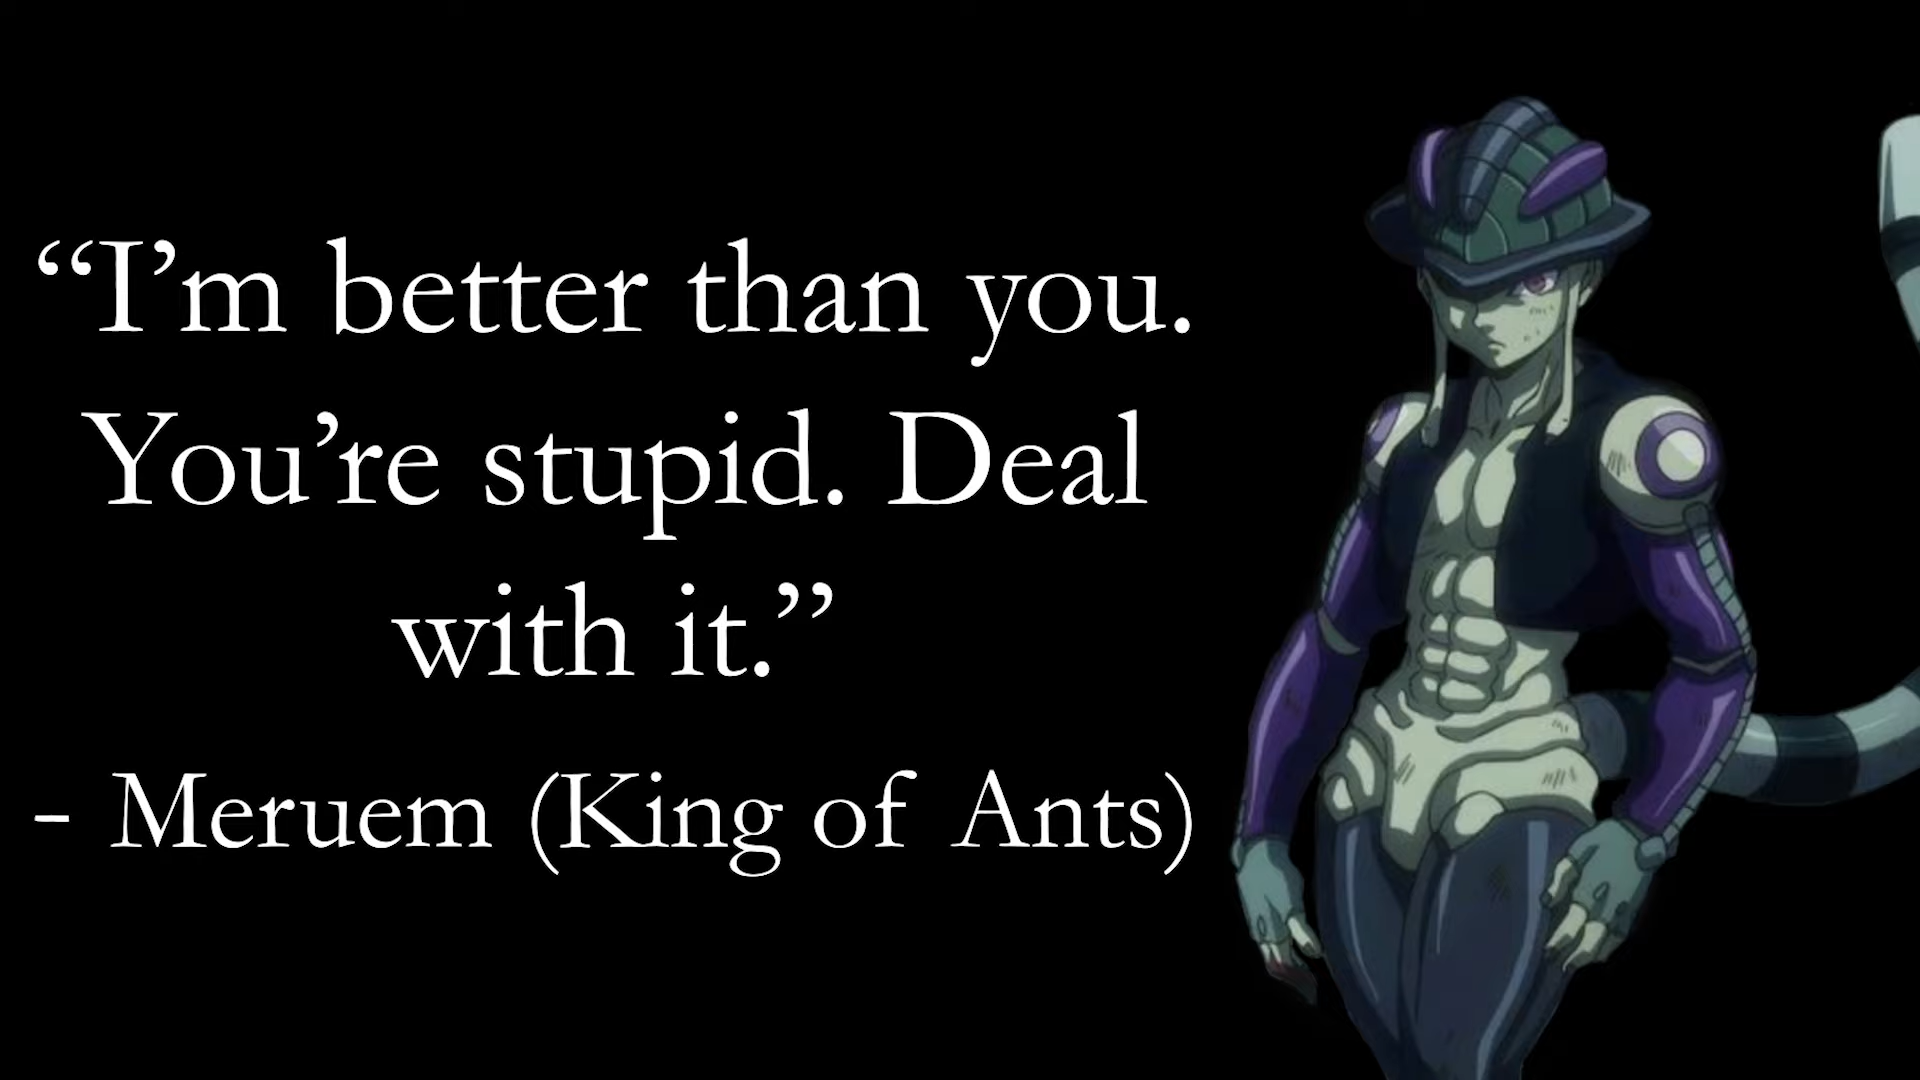 “I’m better than you.
You’re stupid. Deal
with it.”
- Meruem (King of Ants)